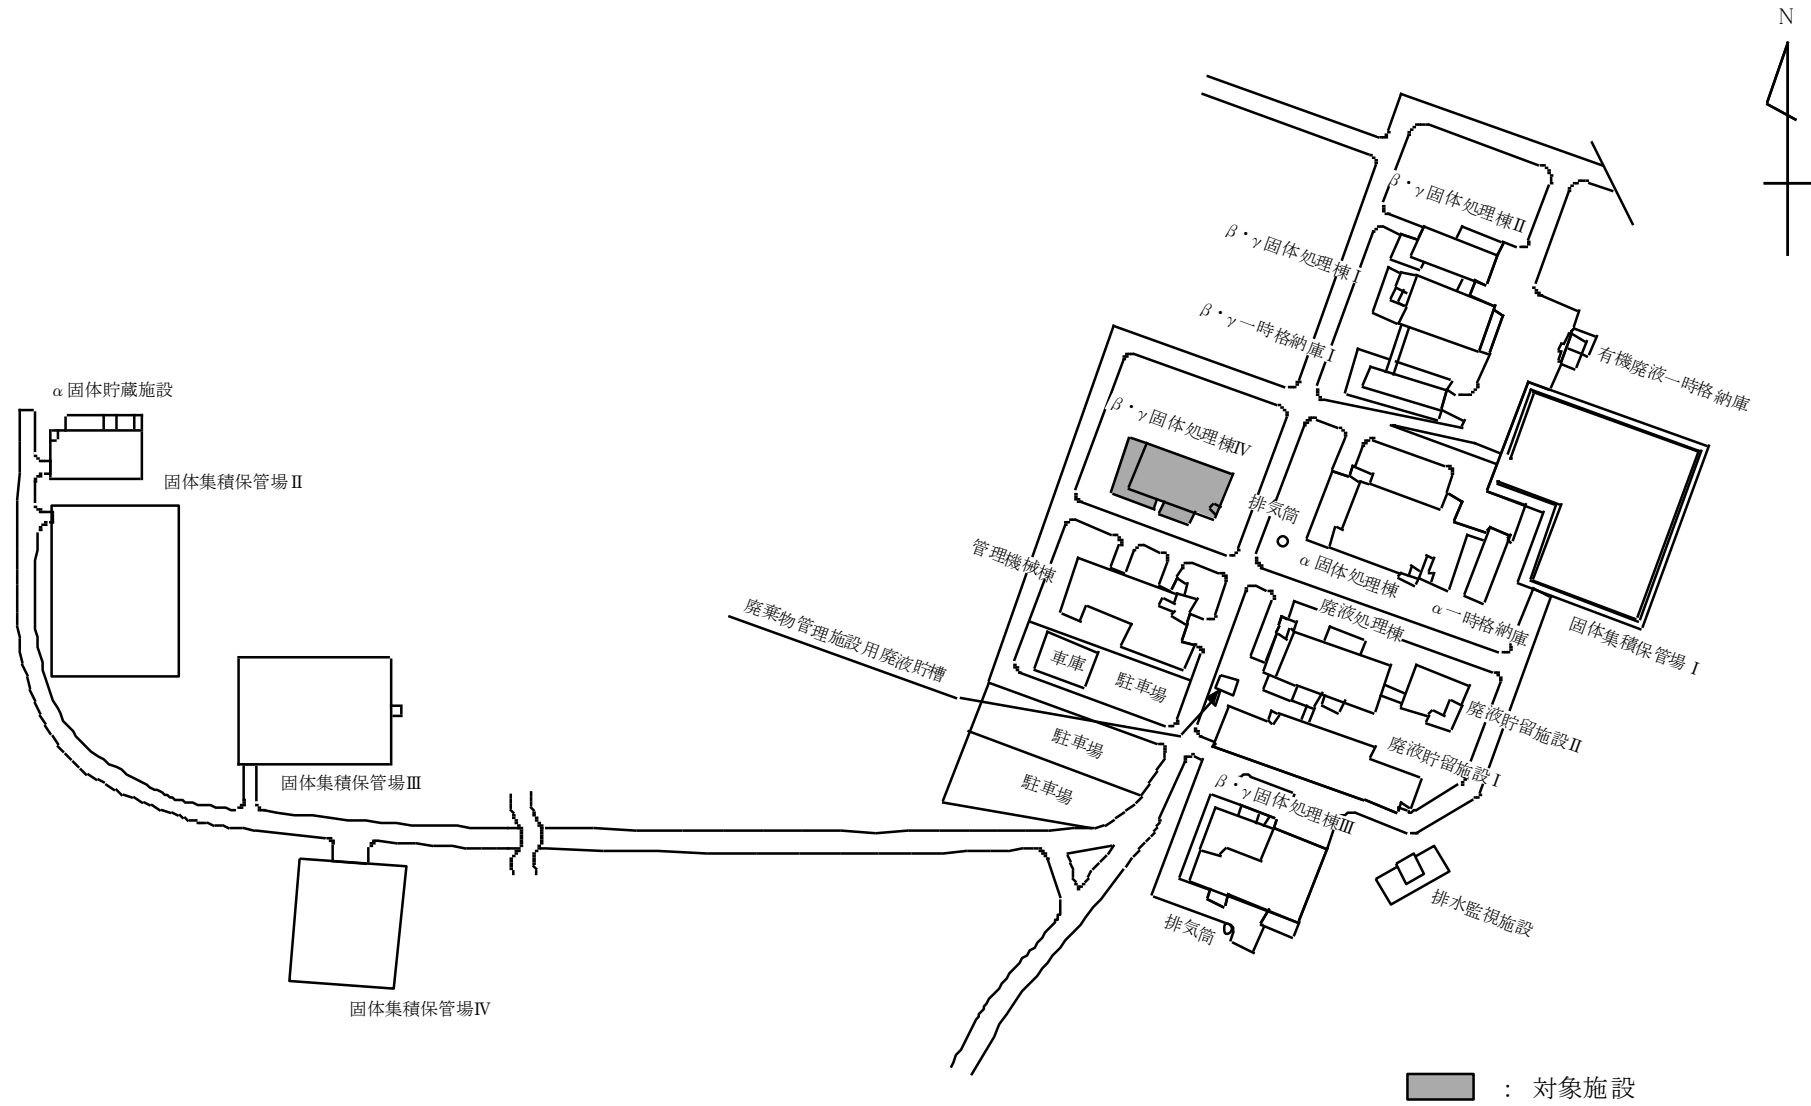 N
β・γ固体処理棟Ⅱ
β・γ固体処理棟Ⅰ
β・γ一時格納庫Ⅰ
有機廃液一時格納庫
α固体貯蔵施設
β・γ固体処理棟Ⅳ
固体集積保管場Ⅱ
排気筒
管理機械棟
α固体処理棟
α一時格納庫
固体集積保管場Ⅰ
廃棄物管理施設用廃液貯槽
廃液処理棟
車庫
駐車場
廃液貯留施設Ⅱ
駐車場
廃液貯留施設Ⅰ
固体集積保管場Ⅲ
駐車場
β・γ固体処理棟Ⅲ
排水監視施設
排気筒
固体集積保管場Ⅳ
：対象施設